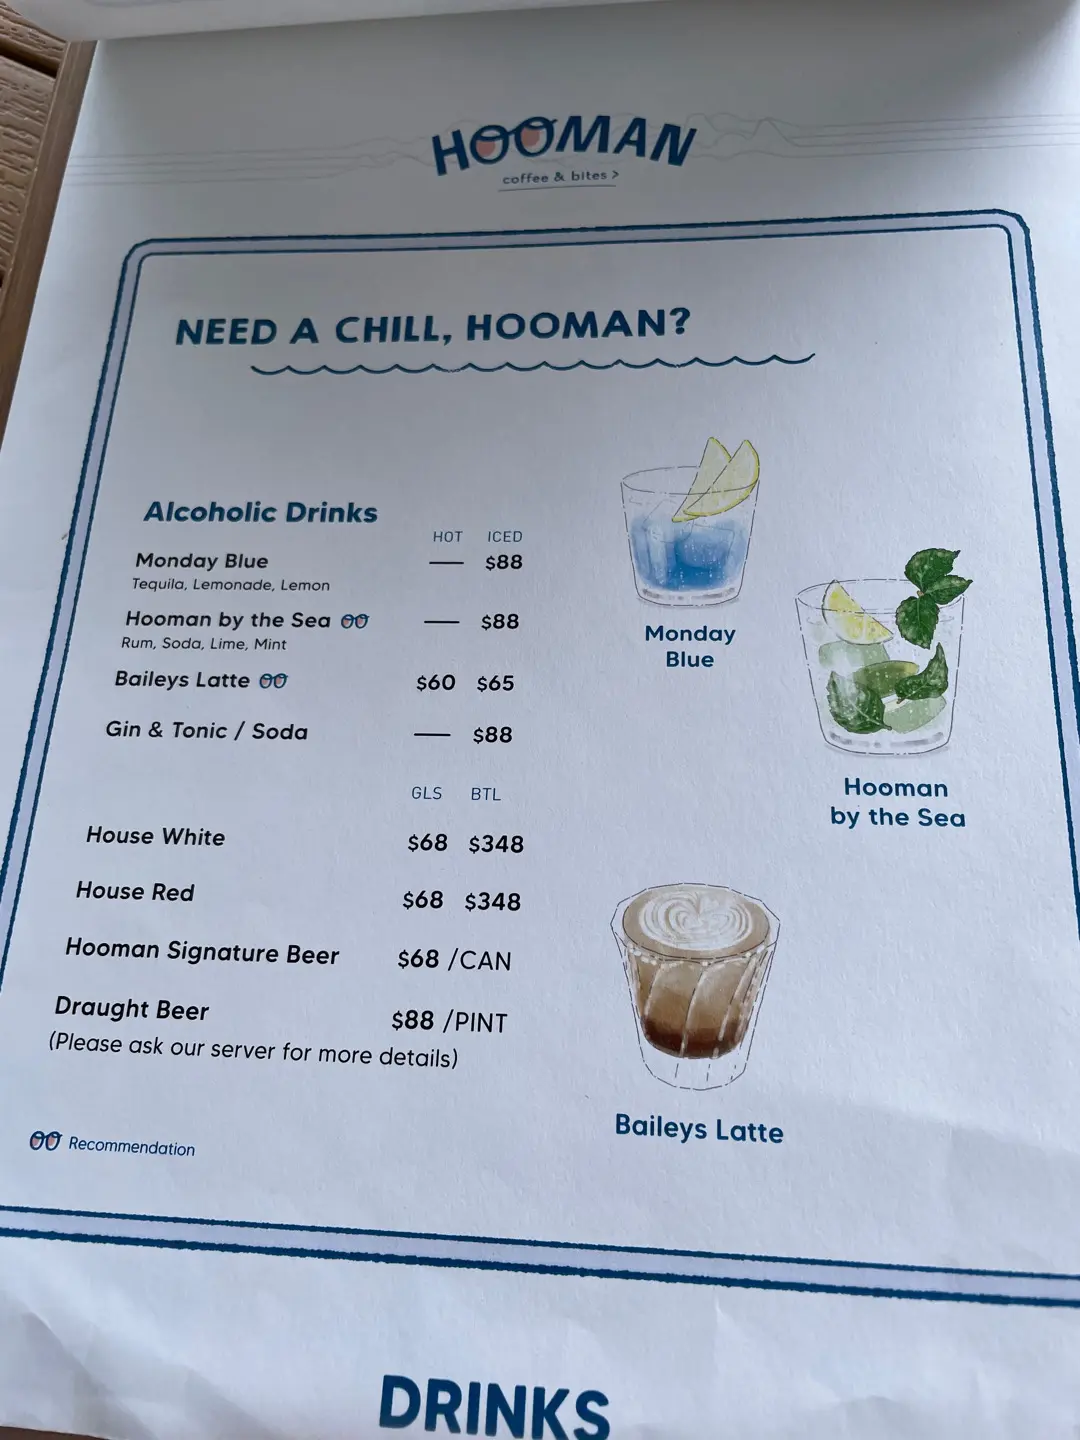 HOOMAN
coffee & bites >
NEED A CHILL, HOOMAN?
Alcoholic Drinks
HOT ICED
Monday Blue — $88
Tequila, Lemonade, Lemon
Hooman by the Sea — $88
Rum, Soda, Lime, Mint
Baileys Latte $60 $65
Gin & Tonic / Soda — $88
GLS BTL
House White $68 $348
House Red $68 $348
Hooman Signature Beer $68 /CAN
Draught Beer $88 /PINT
(Please ask our server for more details)
Recommendation
Monday
Blue
Hooman
by the Sea
Baileys Latte
DRINKS